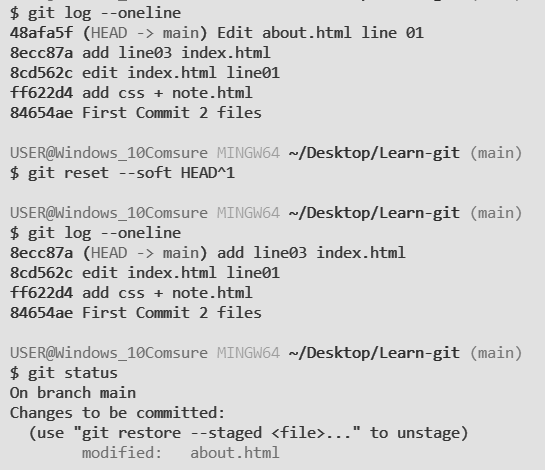 $ git log --oneline
48afa5f (HEAD -> main) Edit about.html line 01
8ecc87a add line03 index.html
8cd562c edit index.html line01
ff622d4 add css + note.html
84654ae First Commit 2 files
USER@Windows_10Comsure MINGW64 ~/Desktop/Learn-git (main)
$ git reset --soft HEAD^1
USER@Windows_10Comsure MINGW64 ~/Desktop/Learn-git (main)
$ git log --oneline
8ecc87a (HEAD -> main) add line03 index.html
8cd562c edit index.html line01
ff622d4 add css + note.html
84654ae First Commit 2 files
USER@Windows_10Comsure MINGW64 ~/Desktop/Learn-git (main)
$ git status
On branch main
Changes to be committed:
  (use "git restore --staged <file>..." to unstage)
        modified:   about.html